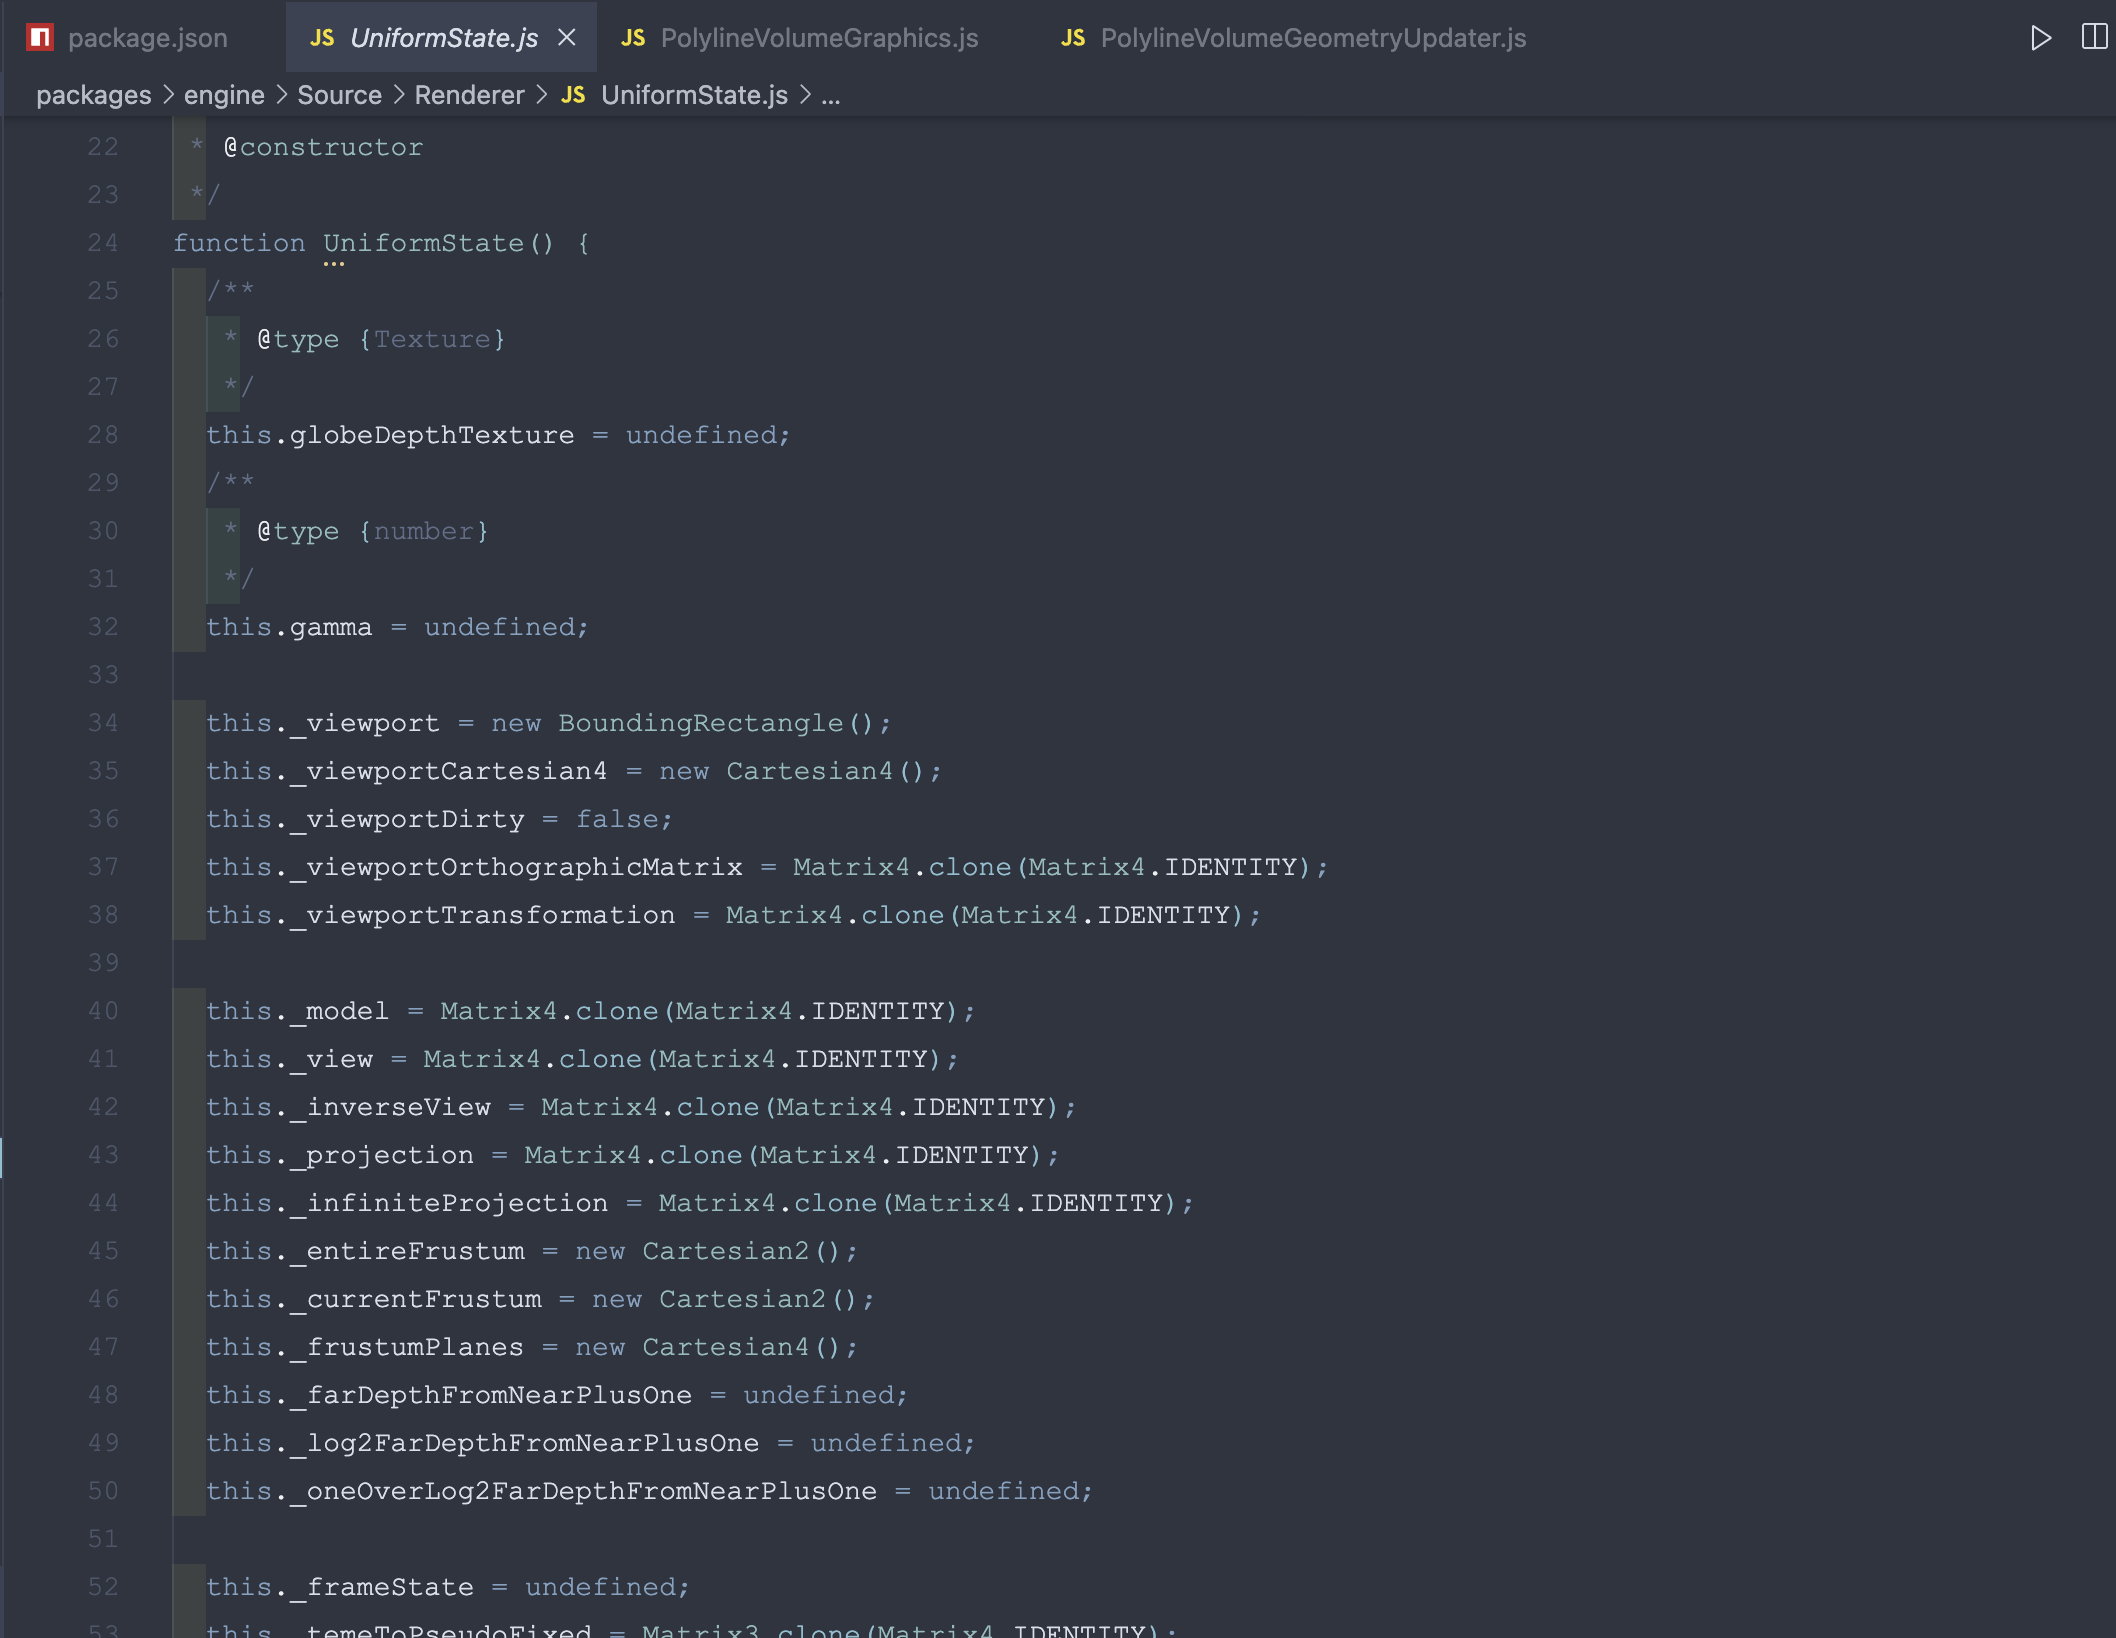 package.json JS UniformState.js JS PolylineVolumeGraphics.js JS PolylineVolumeGeometryUpdater.js
packages > engine > Source > Renderer > JS UniformState.js > ...
22 * @constructor
23 */
24 function UniformState() {
25 /**
26 * @type {Texture}
27 */
28 this.globeDepthTexture = undefined;
29 /**
30 * @type {number}
31 */
32 this.gamma = undefined;
33
34 this._viewport = new BoundingRectangle();
35 this._viewportCartesian4 = new Cartesian4();
36 this._viewportDirty = false;
37 this._viewportOrthographicMatrix = Matrix4.clone(Matrix4.IDENTITY);
38 this._viewportTransformation = Matrix4.clone(Matrix4.IDENTITY);
39
40 this._model = Matrix4.clone(Matrix4.IDENTITY);
41 this._view = Matrix4.clone(Matrix4.IDENTITY);
42 this._inverseView = Matrix4.clone(Matrix4.IDENTITY);
43 this._projection = Matrix4.clone(Matrix4.IDENTITY);
44 this._infiniteProjection = Matrix4.clone(Matrix4.IDENTITY);
45 this._entireFrustum = new Cartesian2();
46 this._currentFrustum = new Cartesian2();
47 this._frustumPlanes = new Cartesian4();
48 this._farDepthFromNearPlusOne = undefined;
49 this._log2FarDepthFromNearPlusOne = undefined;
50 this._oneOverLog2FarDepthFromNearPlusOne = undefined;
51
52 this._frameState = undefined;
53 this._temeToPseudoFixed = Matrix3.clone(Matrix4.IDENTITY);